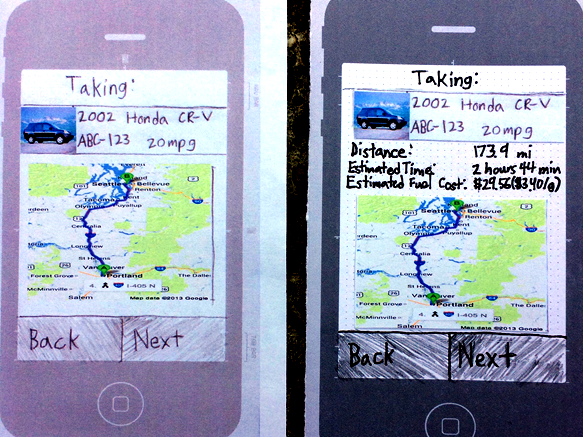 Taking:
2002 Honda CR-V
ABC-123 20mpg
Seattle
Bellevue
Renton
Tacoma
Olympia Puyallup
Centralia
Longview
St Helens
Vancouver
Forest Grove Portland The Dalles
McMinnville 4. I-405 N
Salem Map data ©2013 Google
Back Next
Taking:
2002 Honda CR-V
ABC-123 20mpg
Distance: 173.9 mi
Estimated Time: 2 hours 44 min
Estimated Fuel Cost: $29.56($3.40/g)
Seattle
Bellevue
Renton
Tacoma
Olympia Puyallup
Centralia
Longview
St Helens
Vancouver
Forest Grove Portland The Dalles
McMinnville 4. I-405 N
Salem Map data ©2013 Google
Back Next